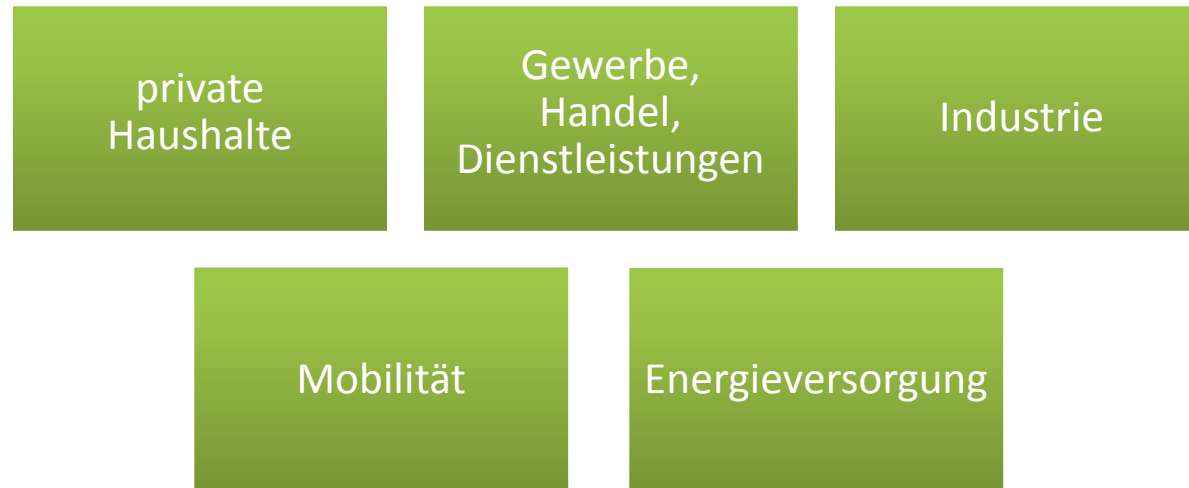 private
Haushalte
Gewerbe,
Handel,
Dienstleistungen
Industrie
Mobilität
Energieversorgung